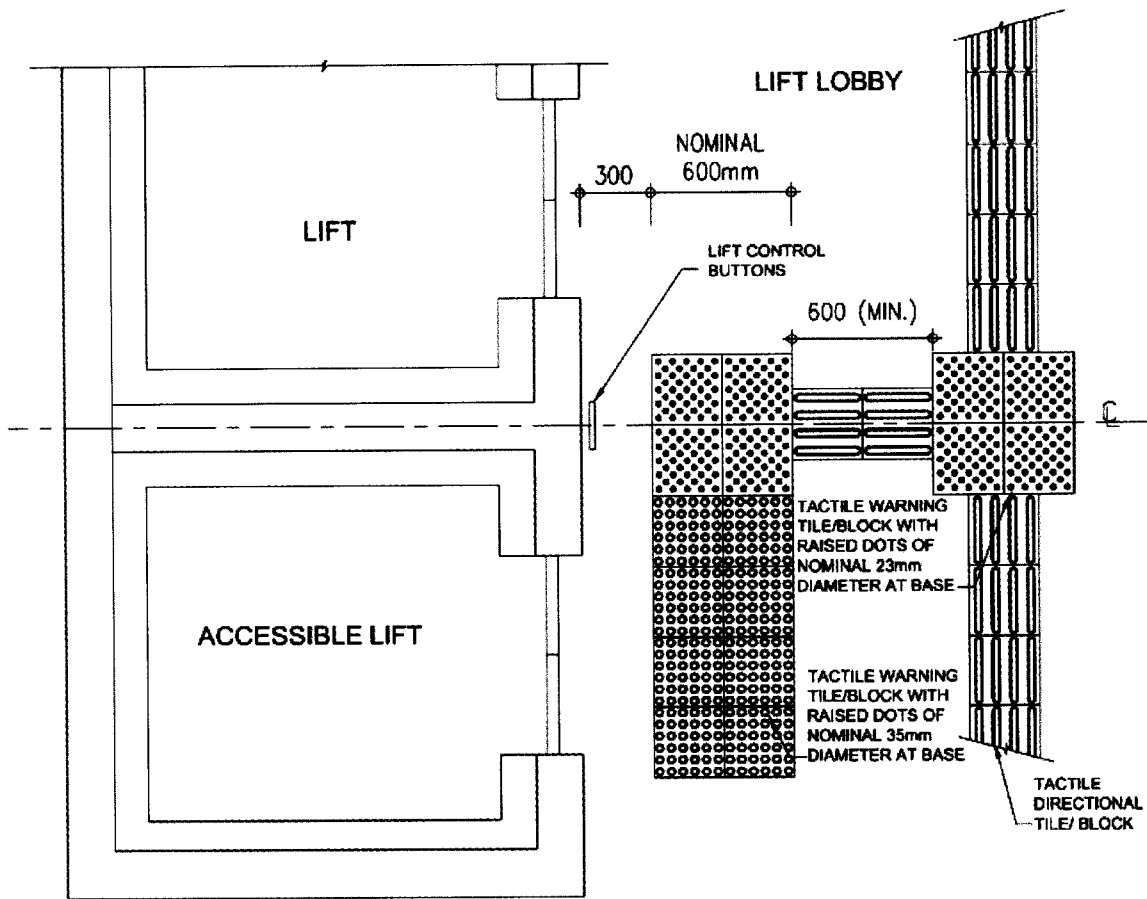 LIFT LOBBY
NOMINAL
300 600mm
LIFT
LIFT CONTROL
BUTTONS
600 (MIN.)
℄
TACTILE WARNING
TILE/BLOCK WITH
RAISED DOTS OF
NOMINAL 23mm
DIAMETER AT BASE
ACCESSIBLE LIFT
TACTILE WARNING
TILE/BLOCK WITH
RAISED DOTS OF
NOMINAL 35mm
DIAMETER AT BASE
TACTILE
DIRECTIONAL
TILE/ BLOCK